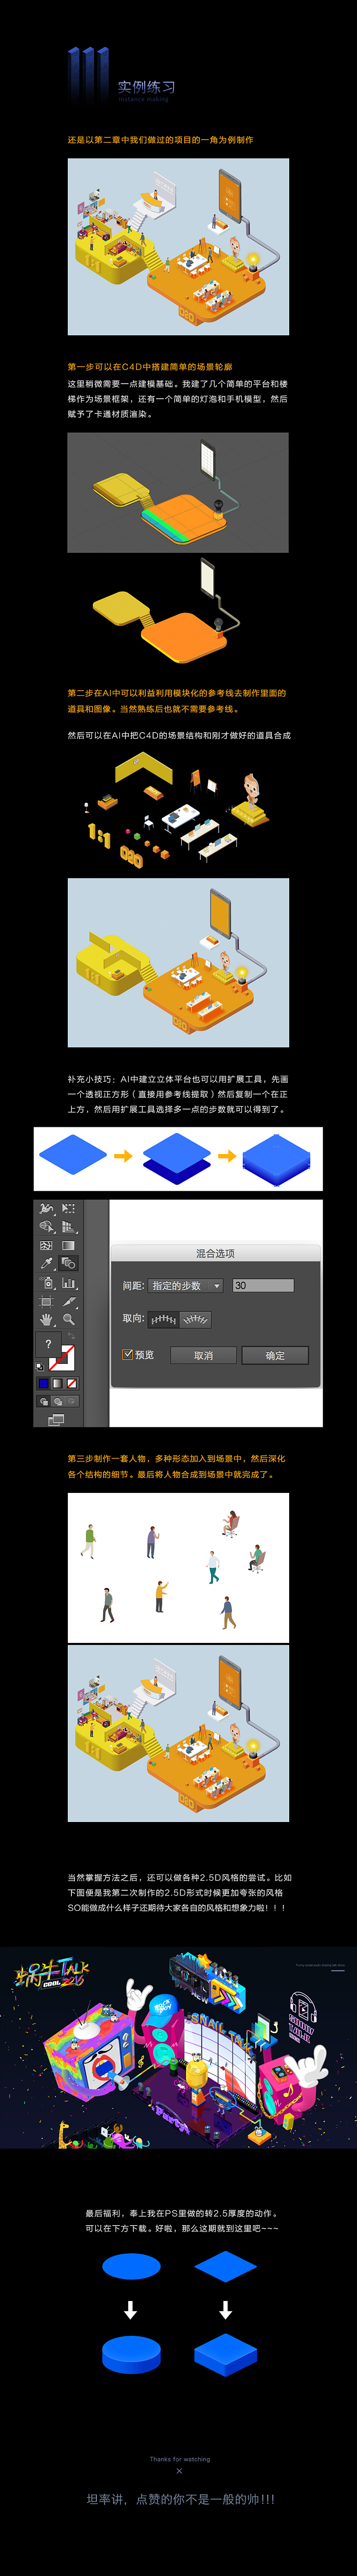 实例练习
instance making
还是以第二章中我们做过的项目的一角为例制作
1:1
O2O
第一步可以在C4D中搭建简单的场景轮廓
这里稍微需要一点建模基础。我建了几个简单的平台和楼
梯作为场景框架，还有一个简单的灯泡和手机模型，然后
赋予了卡通材质渲染。
第二步在AI中可以利益利用模块化的参考线去制作里面的
道具和图像。当然熟练后也就不需要参考线。
然后可以在AI中把C4D的场景结构和刚才做好的道具合成
1:1
O2O
1:1
O2O
补充小技巧：AI中建立立体平台也可以用扩展工具，先画
一个透视正方形（直接用参考线提取）然后复制一个在正
上方，然后用扩展工具选择多一点的步数就可以得到了。
混合选项
间距: 指定的步数 30
取向:
预览 取消 确定
?
第三步制作一套人物，多种形态加入到场景中，然后深化
各个结构的细节。最后将人物合成到场景中就完成了。
1:1
O2O
当然掌握方法之后，还可以做各种2.5D风格的尝试。比如
下图便是我第二次制作的2.5D形式时候更加夸张的风格
SO能做成什么样子还期待大家各自的风格和想象力啦！！！
蜗牛TALK
COOL
SNAIL TALK
Party
最后福利，奉上我在PS里做的转2.5厚度的动作。
可以在下方下载。好啦，那么这期就到这里吧~~~
Thanks for watching
坦率讲，点赞的你不是一般的帅!!!